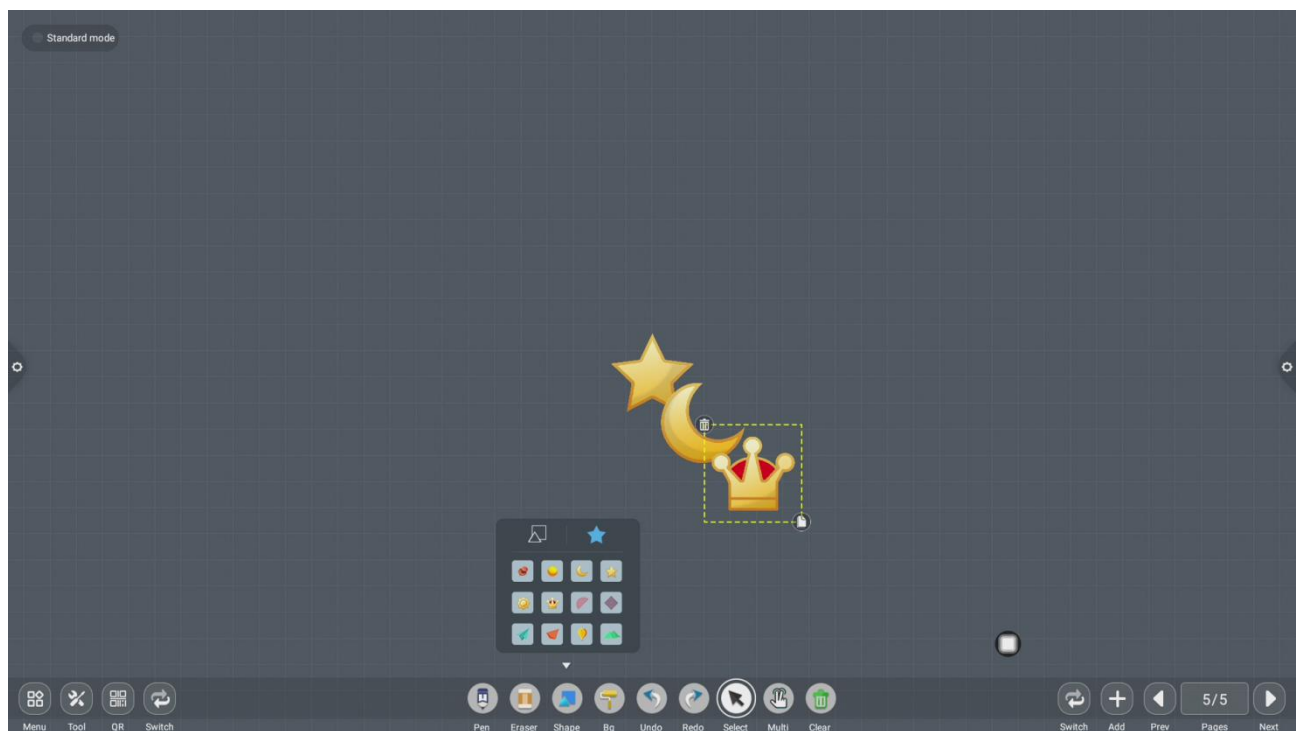 Standard mode
5/5
Menu Tool QR Switch Pen Eraser Shape Bg Undo Redo Select Multi Clear Switch Add Prev Pages Next